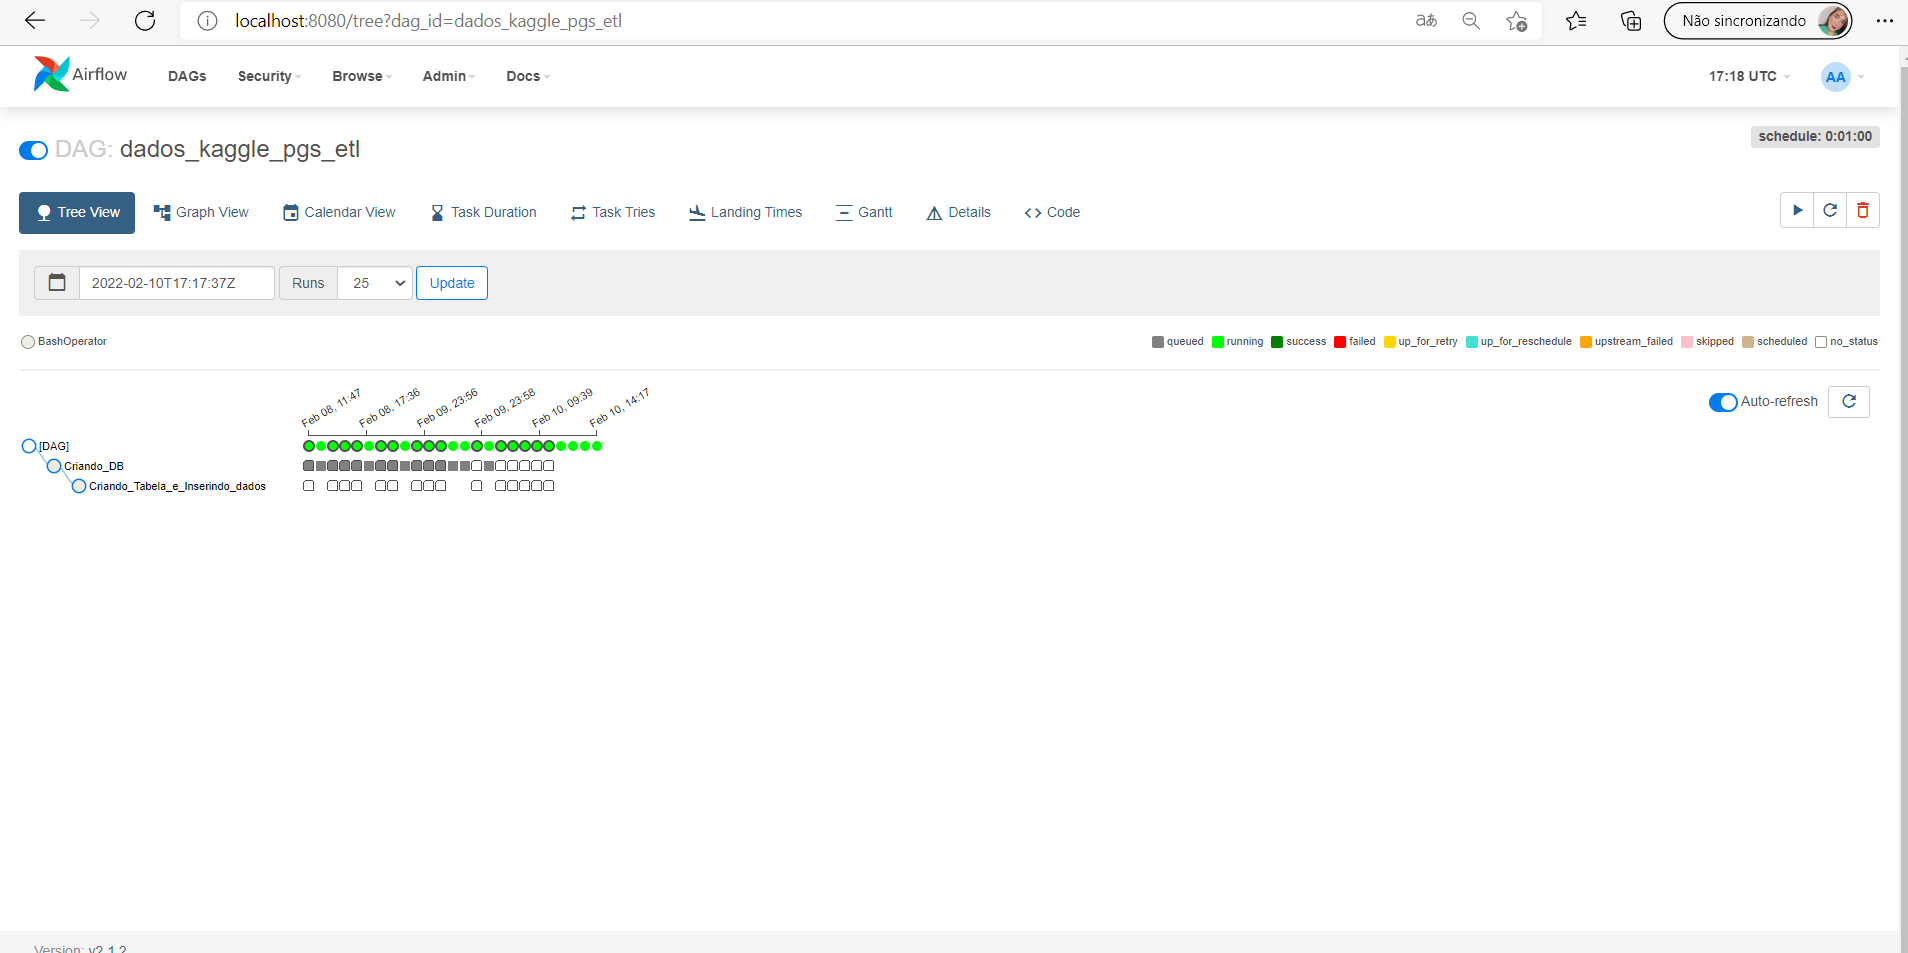 localhost:8080/tree?dag_id=dados_kaggle_pgs_etl
aあ
Não sincronizando
Airflow
DAGs
Security
Browse
Admin
Docs
17:18 UTC
AA
DAG: dados_kaggle_pgs_etl
schedule: 0:01:00
Tree View
Graph View
Calendar View
Task Duration
Task Tries
Landing Times
Gantt
Details
Code
2022-02-10T17:17:37Z
Runs
25
Update
BashOperator
queued
running
success
failed
up_for_retry
up_for_reschedule
upstream_failed
skipped
scheduled
no_status
Feb 08, 11:47
Feb 08, 17:36
Feb 09, 23:56
Feb 09, 23:58
Feb 10, 09:39
Feb 10, 14:17
Auto-refresh
[DAG]
Criando_DB
Criando_Tabela_e_Inserindo_dados
Version: v2.1.2